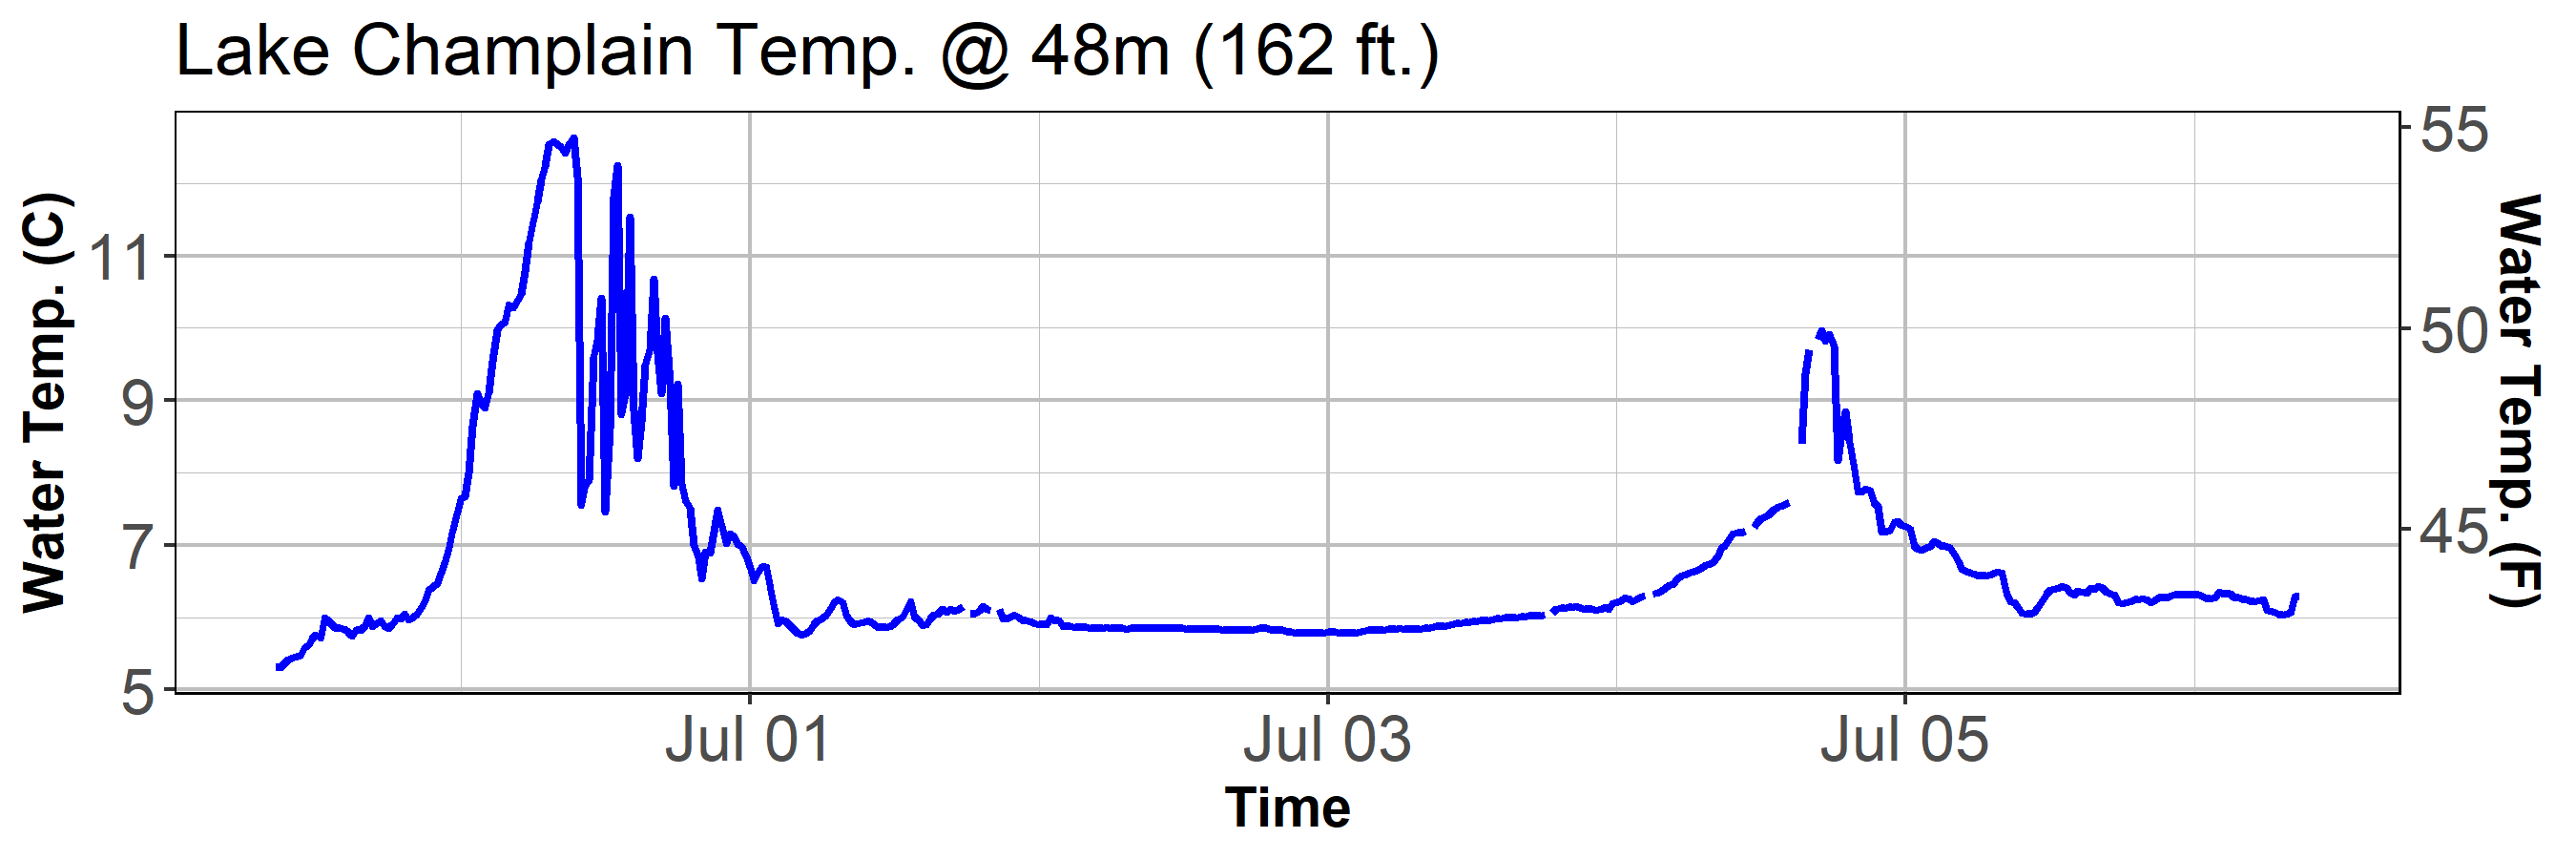 Lake Champlain Temp. @ 48m (162 ft.)
Water Temp. (C)
11
9
7
5
55
50
45
Water Temp. (F)
Jul 01 Jul 03 Jul 05
Time